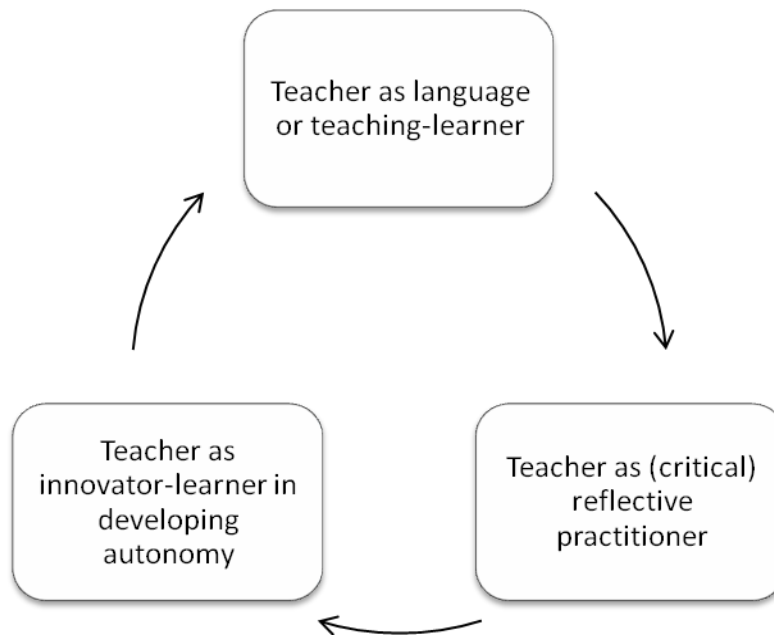 Teacher as language
or teaching-learner
Teacher as (critical)
reflective
practitioner
Teacher as
innovator-learner in
developing
autonomy